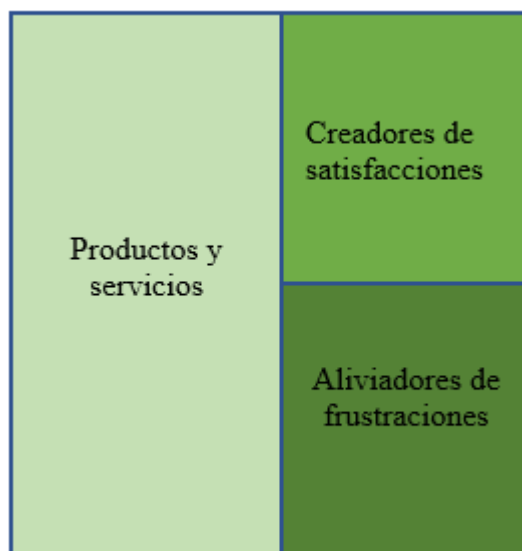 Productos y
servicios
Creadores de
satisfacciones
Aliviadores de
frustraciones